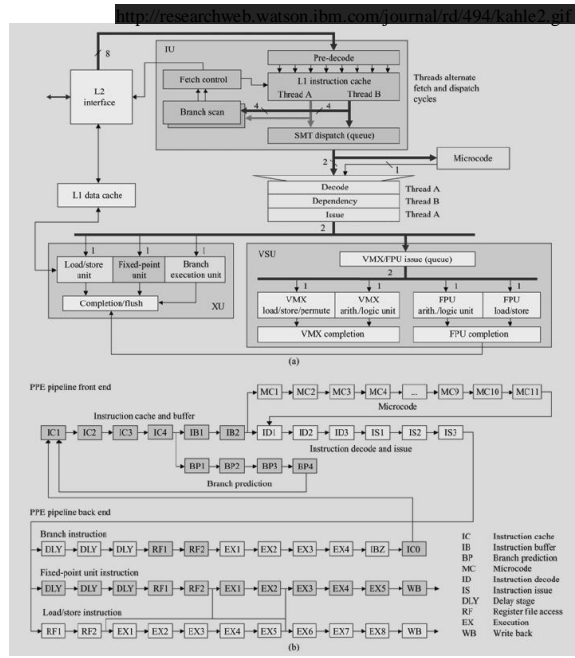 http://researchweb.watson.ibm.com/journal/rd/494/kahle2.gif
8
IU
Pre-decode
Fetch control
L1 instruction cache
Thread A Thread B
Threads alternate
fetch and dispatch
cycles
L2
interface
Branch scan
4 4
SMT dispatch (queue)
2
1
Microcode
L1 data cache
Decode Thread A
Dependency Thread B
Issue Thread A
2
1 1 1
Load/store
unit
Fixed-point
unit
Branch
execution unit
Completion/flush
XU
VSU
VMX/FPU issue (queue)
2
1 1 1 1
VMX
load/store/permute
VMX
arith./logic unit
FPU
arith./logic unit
FPU
load/store
VMX completion
FPU completion
(a)
PPE pipeline front end
MC1 MC2 MC3 MC4 ... MC9 MC10 MC11
Microcode
Instruction cache and buffer
IC1 IC2 IC3 IC4 IB1 IB2 ID1 ID2 ID3 IS1 IS2 IS3
Instruction decode and issue
BP1 BP2 BP3 BP4
Branch prediction
PPE pipeline back end
Branch instruction
DLY DLY DLY RF1 RF2 EX1 EX2 EX3 EX4 IBZ IC0
Fixed-point unit instruction
DLY DLY DLY RF1 RF2 EX1 EX2 EX3 EX4 EX5 WB
Load/store instruction
RF1 RF2 EX1 EX2 EX3 EX4 EX5 EX6 EX7 EX8 WB
IC Instruction cache
IB Instruction buffer
BP Branch prediction
MC Microcode
ID Instruction decode
IS Instruction issue
DLY Delay stage
RF Register file access
EX Execution
WB Write back
(b)